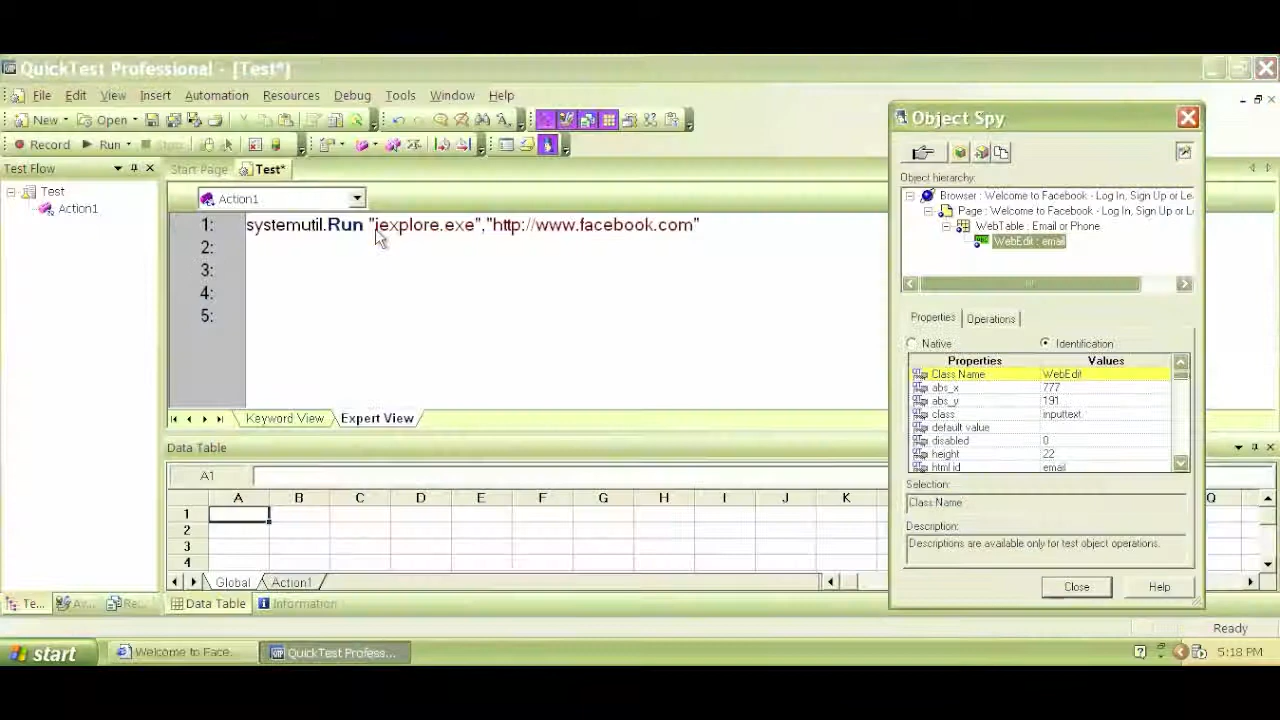 QuickTest Professional - [Test*]
File Edit View Insert Automation Resources Debug Tools Window Help
New Open
Record Run
Test Flow
Start Page Test*
Test
Action1
Action1
1: systemutil.Run "iexplore.exe","http://www.facebook.com"
2:
3:
4:
5:
Keyword View Expert View
Data Table
A1
A B C D E F G H I J K Q
1
2
3
4
Global Action1
Te... Re...
Data Table Information
Object Spy
Object hierarchy:
Browser : Welcome to Facebook - Log In, Sign Up or Le
Page : Welcome to Facebook - Log In, Sign Up or L
WebTable : Email or Phone
WebEdit : email
Properties Operations
Native Identification
Properties Values
Class Name WebEdit
abs_x 777
abs_y 191
class inputtext
default value
disabled 0
height 22
html id email
Selection:
Class Name
Description:
Descriptions are available only for test object operations.
Close Help
Ready
start Welcome to Face... QuickTest Profess... 5:18 PM